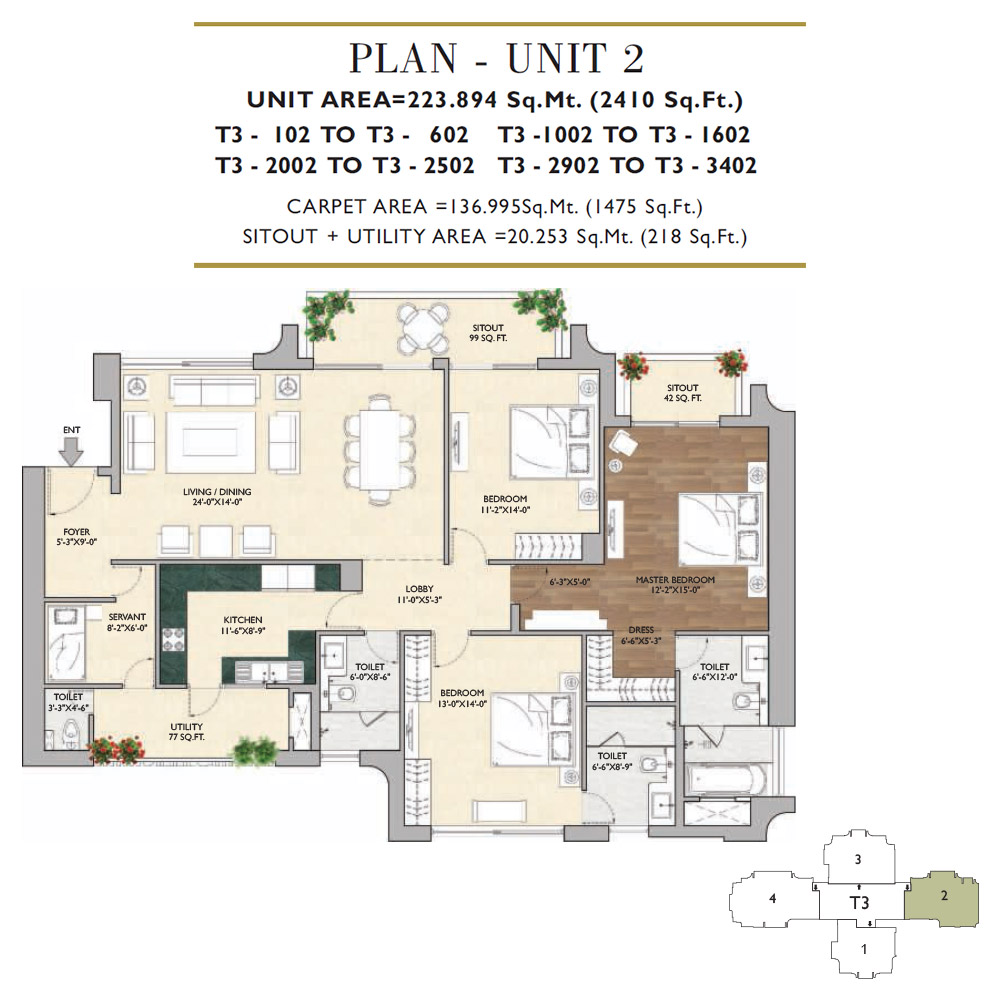 PLAN - UNIT 2
UNIT AREA=223.894 Sq.Mt. (2410 Sq.Ft.)
T3 - 102 TO T3 - 602 T3 -1002 TO T3 - 1602
T3 - 2002 TO T3 - 2502 T3 - 2902 TO T3 - 3402
CARPET AREA =136.995Sq.Mt. (1475 Sq.Ft.)
SITOUT + UTILITY AREA =20.253 Sq.Mt. (218 Sq.Ft.)
SITOUT
99 SQ. FT.
SITOUT
42 SQ. FT.
ENT
LIVING / DINING
24'-0"X14'-0"
BEDROOM
11'-2"X14'-0"
FOYER
5'-3"X9'-0"
6'-3"X5'-0"
MASTER BEDROOM
12'-2"X15'-0"
LOBBY
11'-0"X5'-3"
SERVANT
8'-2"X6'-0"
KITCHEN
11'-6"X8'-9"
DRESS
6'-6"X5'-3"
TOILET
6'-0"X8'-6"
TOILET
6'-6"X12'-0"
TOILET
3'-3"X4'-6"
BEDROOM
13'-0"X14'-0"
UTILITY
77 SQ.FT.
TOILET
6'-6"X8'-9"
3
4
T3
2
1